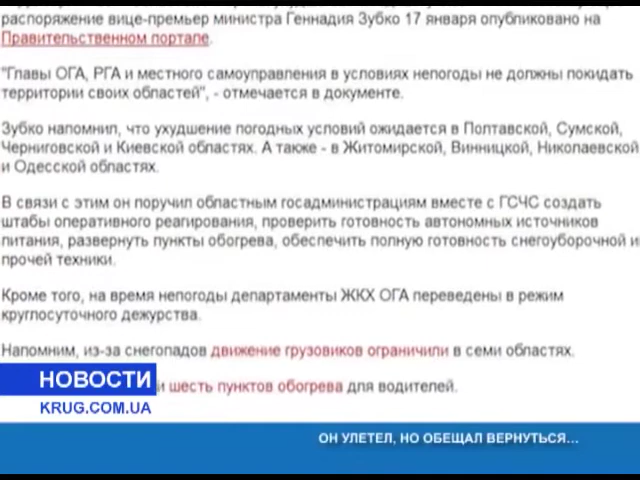 распоряжение вице-премьер министра Геннадия Зубко 17 января опубликовано на
Правительственном портале.
"Главы ОГА, РГА и местного самоуправления в условиях непогоды не должны покидать
территории своих областей", - отмечается в документе.
Зубко напомнил, что ухудшение погодных условий ожидается в Полтавской, Сумской,
Черниговской и Киевской областях. А также - в Житомирской, Винницкой, Николаевской
и Одесской областях.
В связи с этим он поручил областным госадминистрациям вместе с ГСЧС создать
штабы оперативного реагирования, проверить готовность автономных источников
питания, развернуть пункты обогрева, обеспечить полную готовность снегоуборочной и
прочей техники.
Кроме того, на время непогоды департаменты ЖКХ ОГА переведены в режим
круглосуточного дежурства.
Напомним, из-за снегопадов движение грузовиков ограничили в семи областях.
и шесть пунктов обогрева для водителей.
НОВОСТИ
KRUG.COM.UA
ОН УЛЕТЕЛ, НО ОБЕЩАЛ ВЕРНУТЬСЯ...